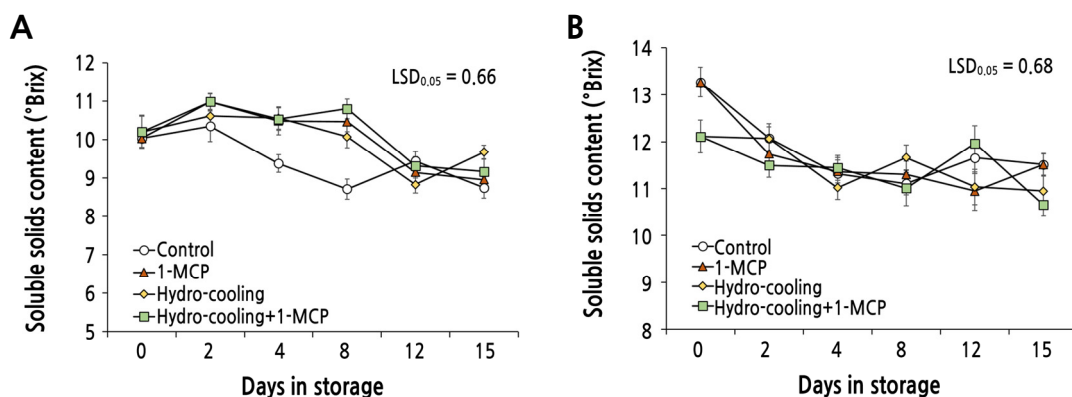 A
Soluble solids content (°Brix)
12
11
10
9
8
7
6
5
LSD0.05 = 0.66
Control
1-MCP
Hydro-cooling
Hydro-cooling+1-MCP
0 2 4 8 12 15
Days in storage
B
Soluble solids content (°Brix)
14
13
12
11
10
9
8
LSD0.05 = 0.68
Control
1-MCP
Hydro-cooling
Hydro-cooling+1-MCP
0 2 4 8 12 15
Days in storage